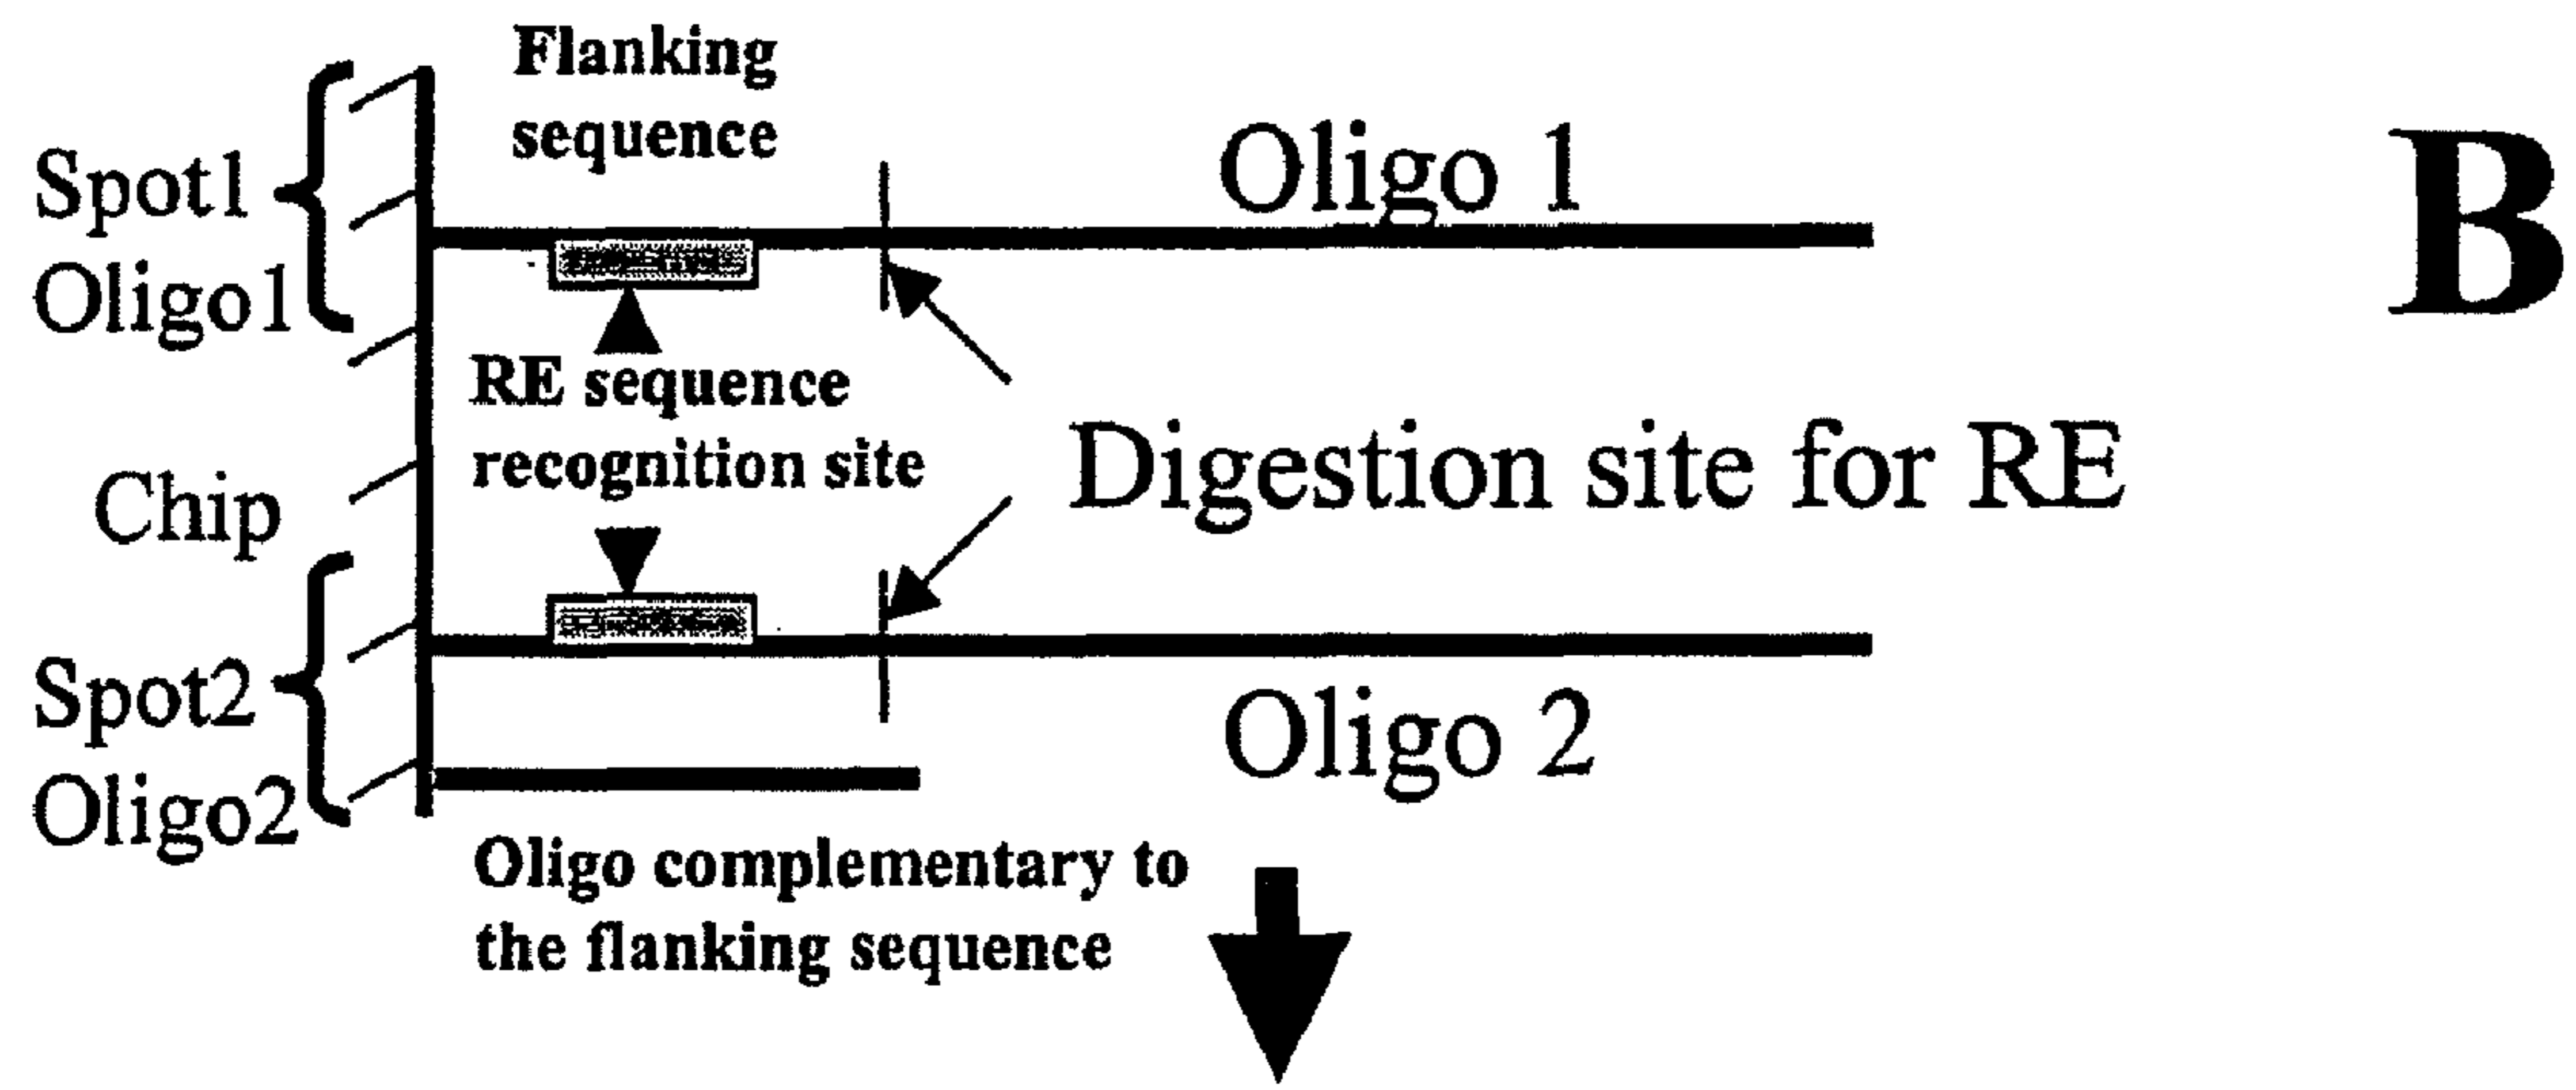 Flanking
sequence
Oligo 1
B
Spot1
Oligo1
RE sequence
recognition site
Digestion site for RE
Chip
Spot2
Oligo2
Oligo 2
Oligo complementary to
the flanking sequence